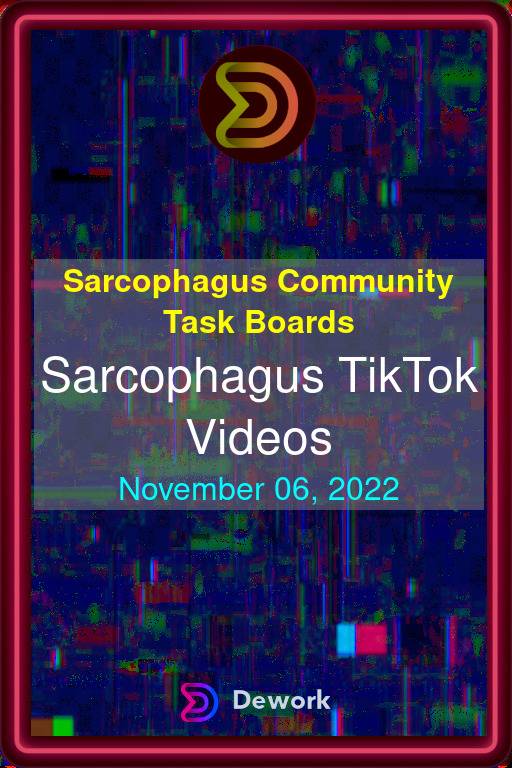 Sarcophagus Community
Task Boards
Sarcophagus TikTok
Videos
November 06, 2022
Dework